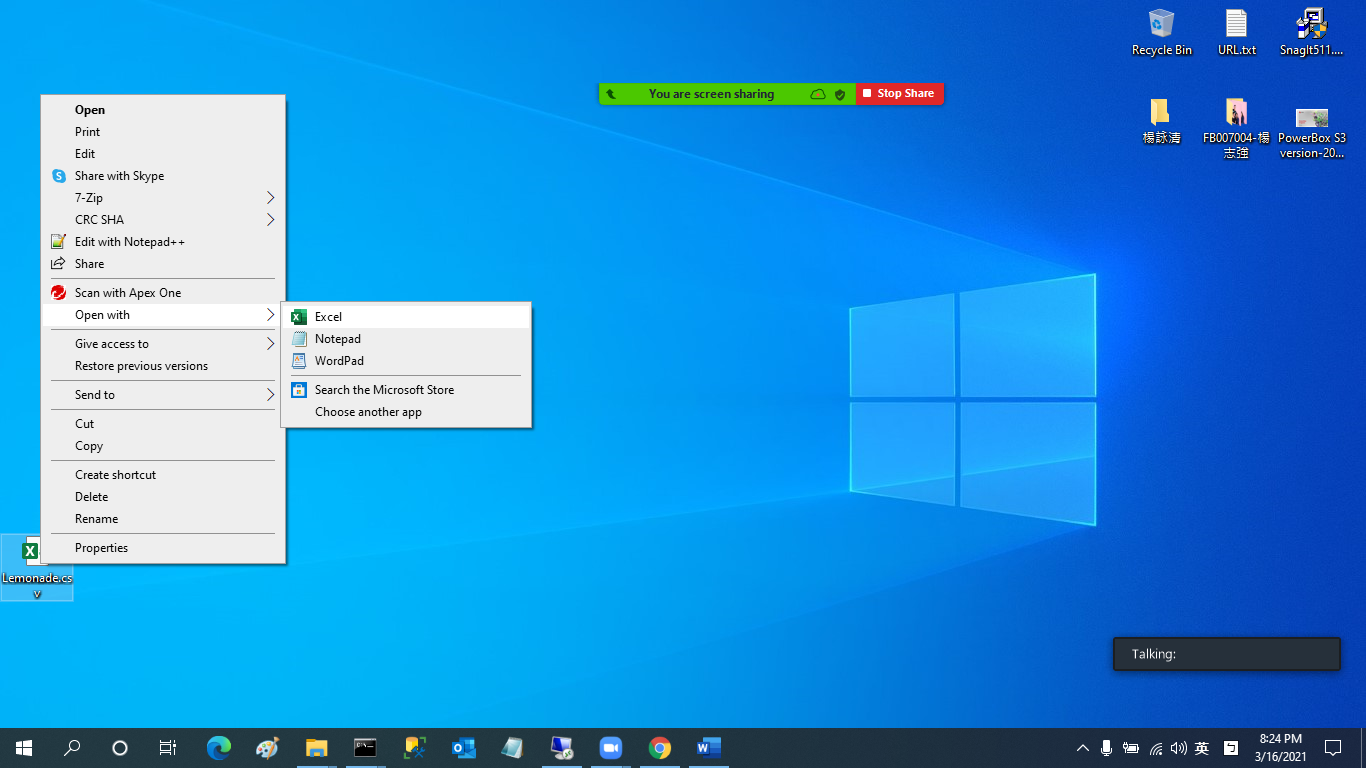 Recycle Bin
URL.txt
SnagIt511....
You are screen sharing
Stop Share
楊詠清
FB007004-楊
志強
PowerBox S3
version-20...
Open
Print
Edit
Share with Skype
7-Zip
CRC SHA
Edit with Notepad++
Share
Scan with Apex One
Open with
Give access to
Restore previous versions
Send to
Cut
Copy
Create shortcut
Delete
Rename
Properties
Excel
Notepad
WordPad
Search the Microsoft Store
Choose another app
Lemonade.cs
v
Talking:
英
8:24 PM
3/16/2021